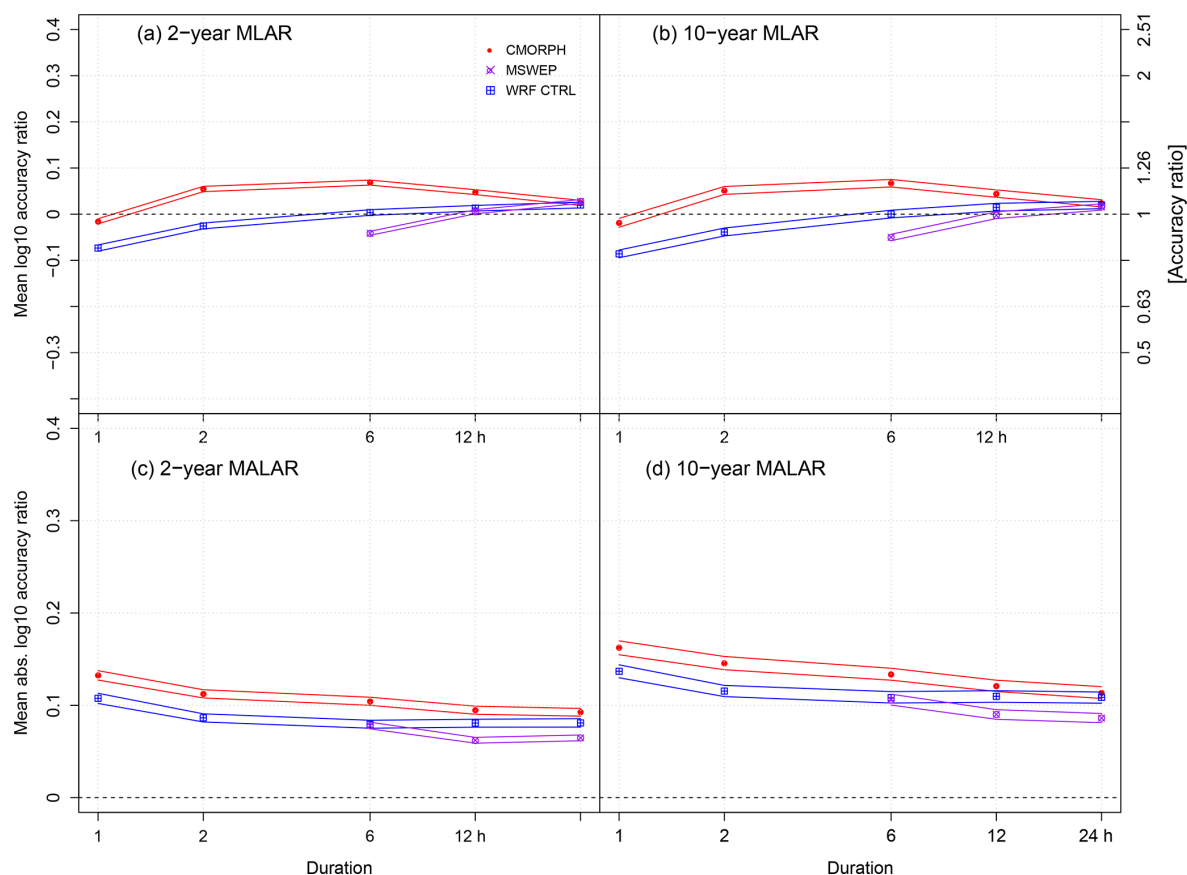 (a) 2−year MLAR
(b) 10−year MLAR
CMORPH
MSWEP
WRF CTRL
Mean log10 accuracy ratio
0.4
0.3
0.2
0.1
0
−0.1
−0.3
2.51
2
1.26
1
0.63
0.5
[Accuracy ratio]
1 2 6 12 h
1 2 6 12 h
(c) 2−year MALAR
(d) 10−year MALAR
Mean abs. log10 accuracy ratio
0.4
0.3
0.2
0.1
0
1 2 6 12 h
1 2 6 12 24 h
Duration
Duration